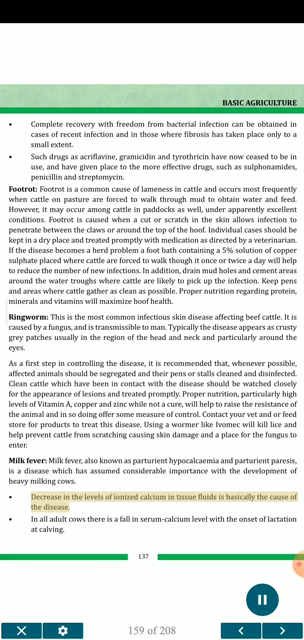 BASIC AGRICULTURE
• Complete recovery with freedom from bacterial infection can be obtained in
cases of recent infection and in those where fibrosis has taken place only to a
small extent.
• Such drugs as acriflavine, gramicidin and tyrothricin have now ceased to be in
use, and have given place to the more effective drugs, such as sulphonamides,
penicillin and streptomycin.
Footrot: Footrot is a common cause of lameness in cattle and occurs most frequently
when cattle on pasture are forced to walk through mud to obtain water and feed.
However, it may occur among cattle in paddocks as well, under apparently excellent
conditions. Footrot is caused when a cut or scratch in the skin allows infection to
penetrate between the claws or around the top of the hoof. Individual cases should be
kept in a dry place and treated promptly with medication as directed by a veterinarian.
If the disease becomes a herd problem a foot bath containing a 5% solution of copper
sulphate placed where cattle are forced to walk though it once or twice a day will help
to reduce the number of new infections. In addition, drain mud holes and cement areas
around the water troughs where cattle are likely to pick up the infection. Keep pens
and areas where cattle gather as clean as possible. Proper nutrition regarding protein,
minerals and vitamins will maximize hoof health.
Ringworm: This is the most common infectious skin disease affecting beef cattle. It
is caused by a fungus, and is transmissible to man. Typically the disease appears as crusty
grey patches usually in the region of the head and neck and particularly around the
eyes.
As a first step in controlling the disease, it is recommended that, whenever possible,
affected animals should be segregated and their pens or stalls cleaned and disinfected.
Clean cattle which have been in contact with the disease should be watched closely
for the appearance of lesions and treated promptly. Proper nutrition, particularly high
levels of Vitamin A, copper and zinc while not a cure, will help to raise the resistance of
the animal and in so doing offer some measure of control. Contact your vet and or feed
store for products to treat this disease. Using a wormer like Ivomec will kill lice and
help prevent cattle from scratching causing skin damage and a place for the fungus to
enter.
Milk fever: Milk fever, also known as parturient hypocalcaemia and parturient paresis,
is a disease which has assumed considerable importance with the development of
heavy milking cows.
• Decrease in the levels of ionized calcium in tissue fluids is basically the cause of
the disease.
• In all adult cows there is a fall in serum-calcium level with the onset of lactation
at calving.
137
159 of 208